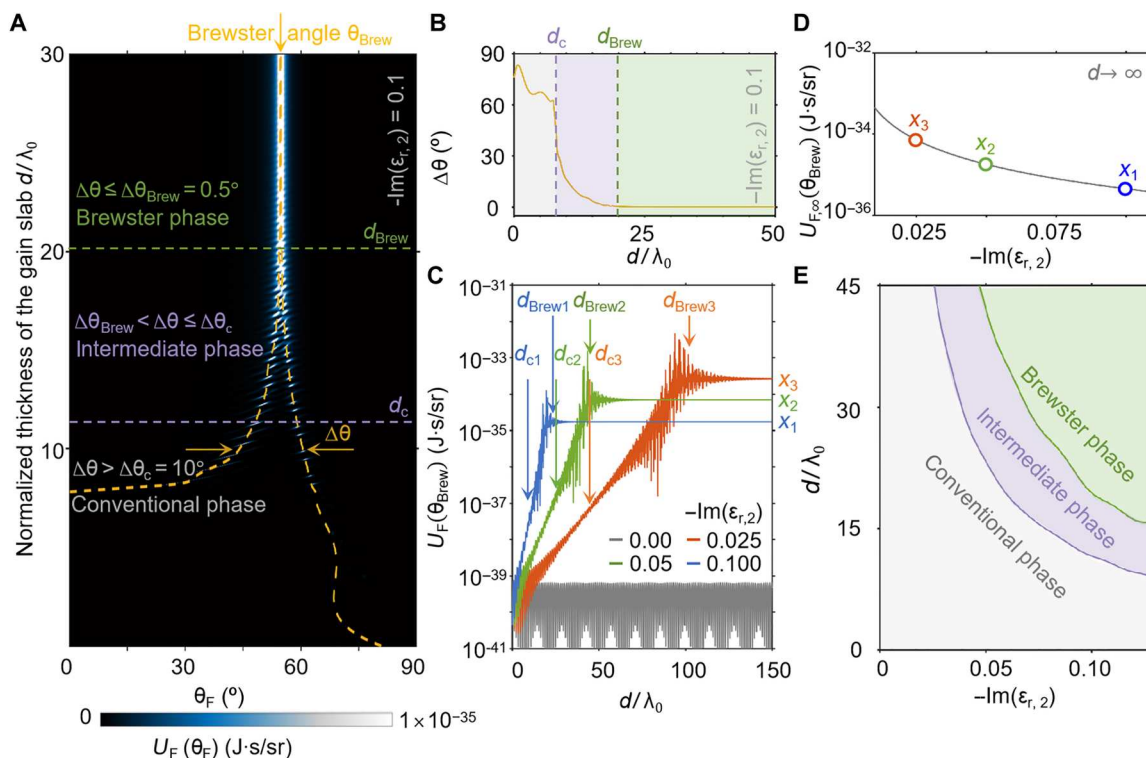 A
Brewster angle θBrew
Normalized thickness of the gain slab d/λ0
30
20
10
-Im(εr, 2) = 0.1
Δθ ≤ ΔθBrew = 0.5°
Brewster phase
dBrew
ΔθBrew < Δθ ≤ Δθc
Intermediate phase
dc
Δθ
Δθ > Δθc = 10°
Conventional phase
0 30 60 90
θF (º)
0 1 × 10−35
UF (θF) (J·s/sr)
B
dc dBrew
90
60
30
0
Δθ (º)
-Im(εr, 2) = 0.1
0 50
d/λ0
C
10-31
10-33
10-35
10-37
10-39
10-41
UF(θBrew) (J·s/sr)
dBrew1 dBrew2 dBrew3
dc1 dc2 dc3
x3
x2
x1
−Im(εr,2)
0.00 0.025
0.05 0.100
0 50 100 150
d/λ0
D
10−32
10−34
10−36
UF,∞(θBrew) (J·s/sr)
d→ ∞
x3
x2
x1
0.025 0.075
−Im(εr, 2)
E
45
30
15
0
d/λ0
Brewster phase
Intermediate phase
Conventional phase
0 0.05 0.10
−Im(εr, 2)